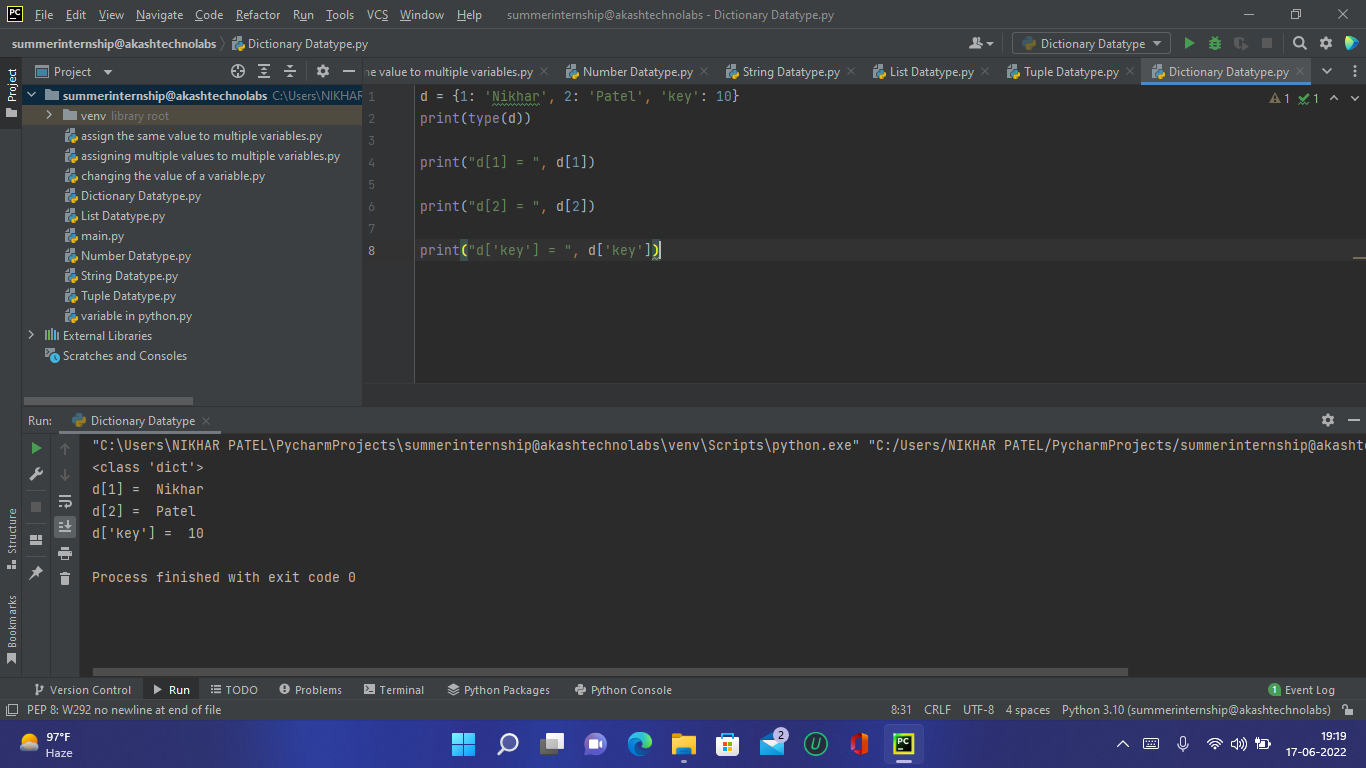 PC File Edit View Navigate Code Refactor Run Tools VCS Window Help summerinternship@akashtechnolabs - Dictionary Datatype.py
summerinternship@akashtechnolabs Dictionary Datatype.py Dictionary Datatype
Project ne value to multiple variables.py Number Datatype.py String Datatype.py List Datatype.py Tuple Datatype.py Dictionary Datatype.py
Project
summerinternship@akashtechnolabs C:\Users\NIKHAR
venv library root
assign the same value to multiple variables.py
assigning multiple values to multiple variables.py
changing the value of a variable.py
Dictionary Datatype.py
List Datatype.py
main.py
Number Datatype.py
String Datatype.py
Tuple Datatype.py
variable in python.py
External Libraries
Scratches and Consoles
1 d = {1: 'Nikhar', 2: 'Patel', 'key': 10}
1 1
2 print(type(d))
3
4 print("d[1] = ", d[1])
5
6 print("d[2] = ", d[2])
7
8 print("d['key'] = ", d['key'])
Run: Dictionary Datatype
"C:\Users\NIKHAR PATEL\PycharmProjects\summerinternship@akashtechnolabs\venv\Scripts\python.exe" "C:/Users/NIKHAR PATEL/PycharmProjects/summerinternship@akasht
<class 'dict'>
d[1] =  Nikhar
d[2] =  Patel
d['key'] =  10
Process finished with exit code 0
Structure
Bookmarks
Version Control Run TODO Problems Terminal Python Packages Python Console 1 Event Log
PEP 8: W292 no newline at end of file 8:31 CRLF UTF-8 4 spaces Python 3.10 (summerinternship@akashtechnolabs)
97°F
Haze
2
U
PC
19:19
17-06-2022